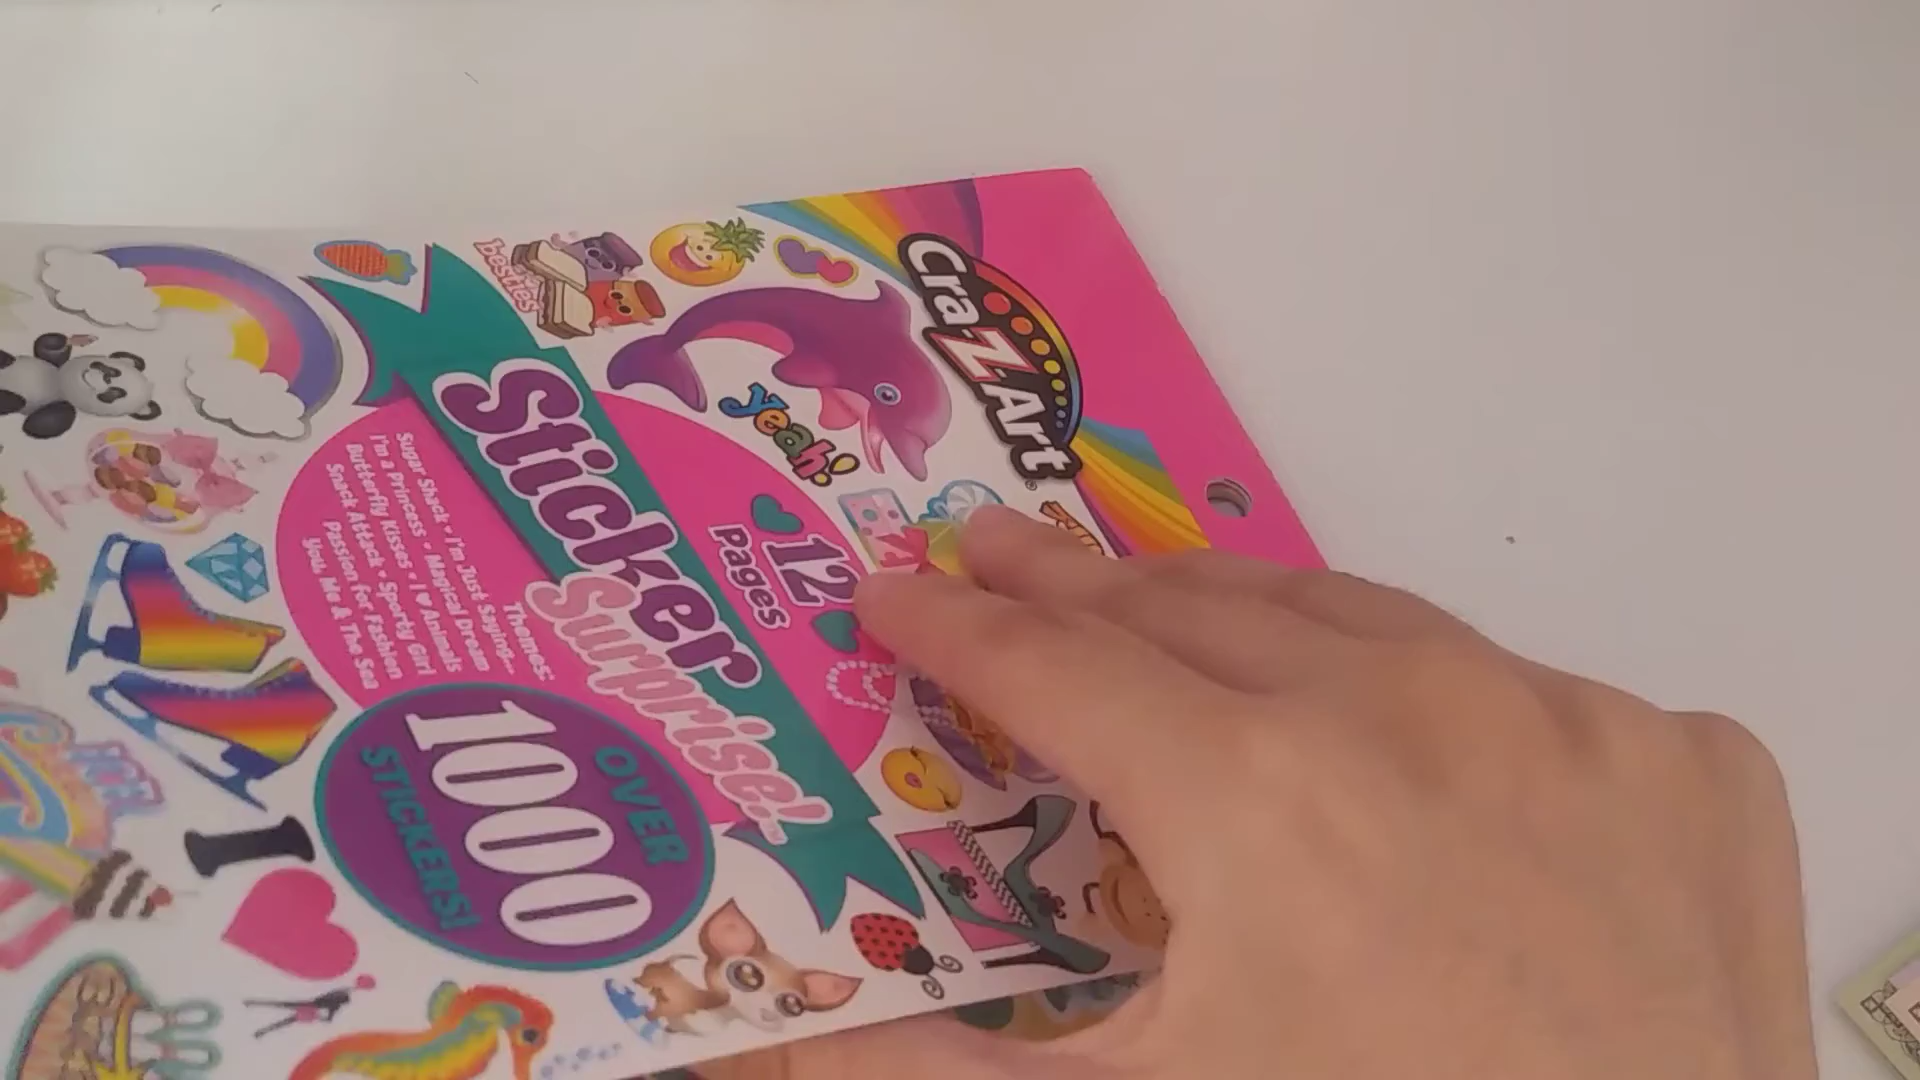 Cra-Z-Art
besties
yeah!
12
Pages
Sticker
Surprise!
Themes:
Sugar Shack • I'm Just Saying...
I'm a Princess • Magical Dream
Butterfly Kisses • I ♥ Animals
Snack Attack • Sporty Girl
Passion for Fashion
You, Me & The Sea
OVER
1000
STICKERS!
I